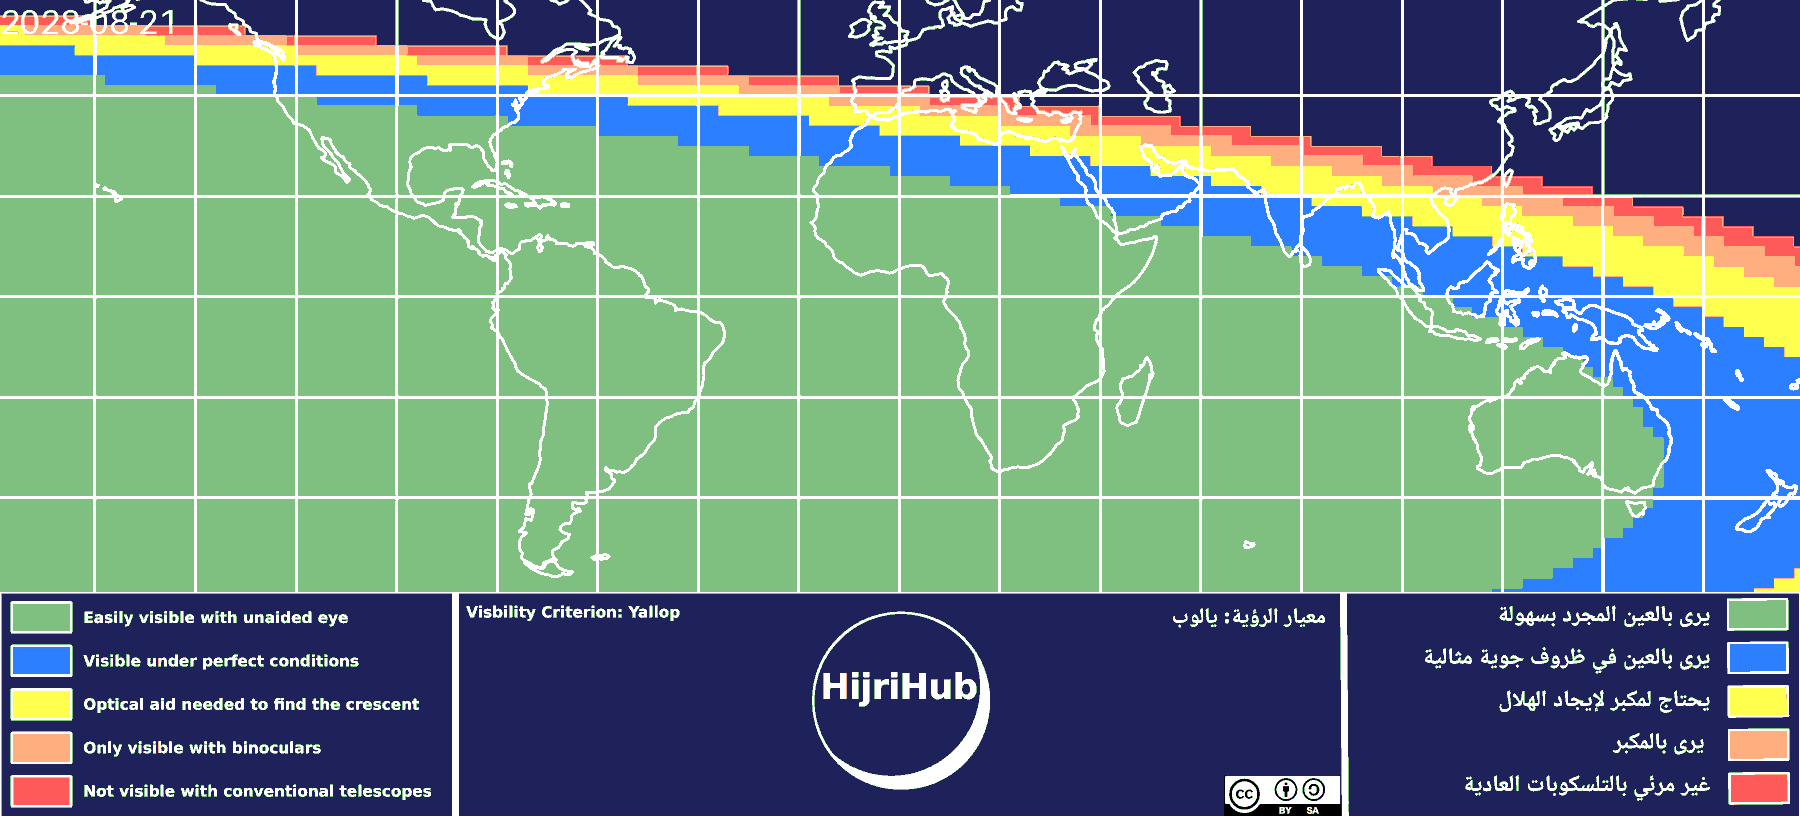 2028-08-21
Easily visible with unaided eye
Visible under perfect conditions
Optical aid needed to find the crescent
Only visible with binoculars
Not visible with conventional telescopes
Visbility Criterion: Yallop
معيار الرؤية: يالوب
HijriHub
cc
BY SA
يرى بالعين المجرد بسهولة
يرى بالعين في ظروف جوية مثالية
يحتاج لمكبر لإيجاد الهلال
يرى بالمكبر
غير مرئي بالتلسكوبات العادية